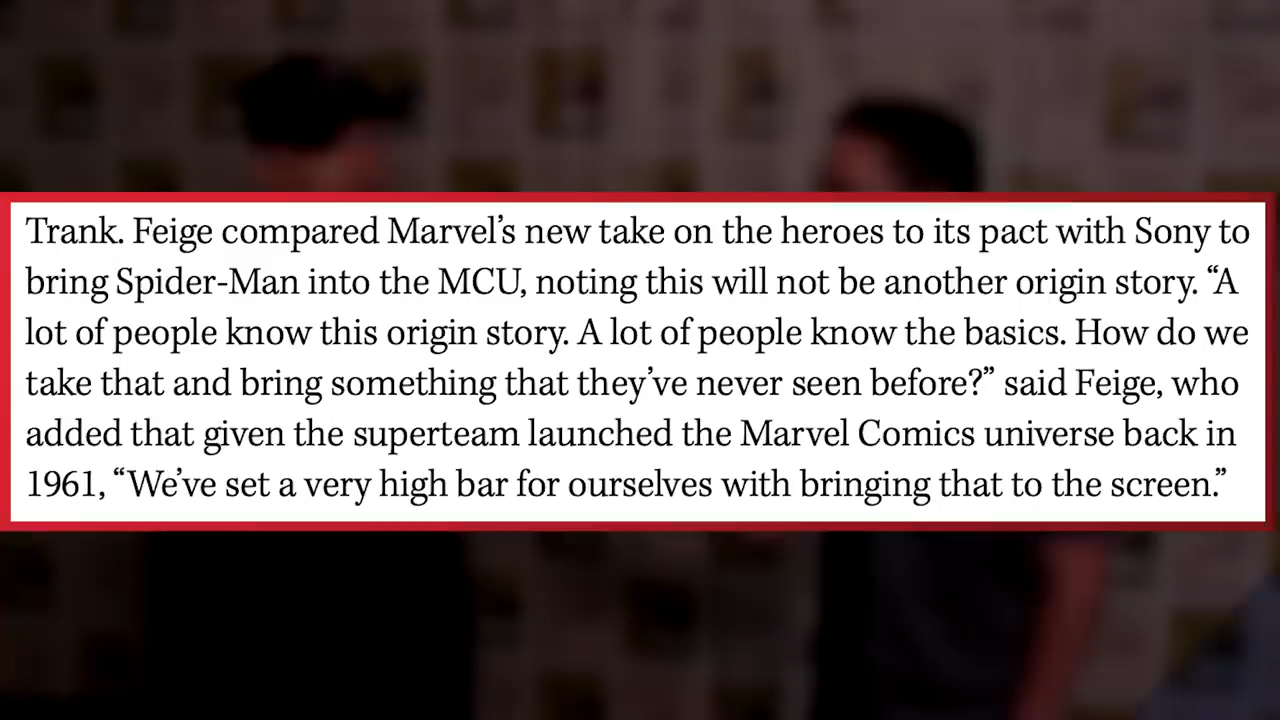 Trank. Feige compared Marvel’s new take on the heroes to its pact with Sony to
bring Spider-Man into the MCU, noting this will not be another origin story. “A
lot of people know this origin story. A lot of people know the basics. How do we
take that and bring something that they’ve never seen before?” said Feige, who
added that given the superteam launched the Marvel Comics universe back in
1961, “We’ve set a very high bar for ourselves with bringing that to the screen.”